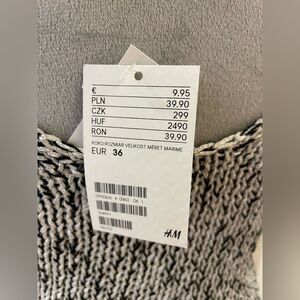 € 9.95
PLN 39.90
CZK 299
HUF 2490
RON 39.90
KOKO ROZMIAR VELIKOST MÉRET MARIME
EUR 36
H&M